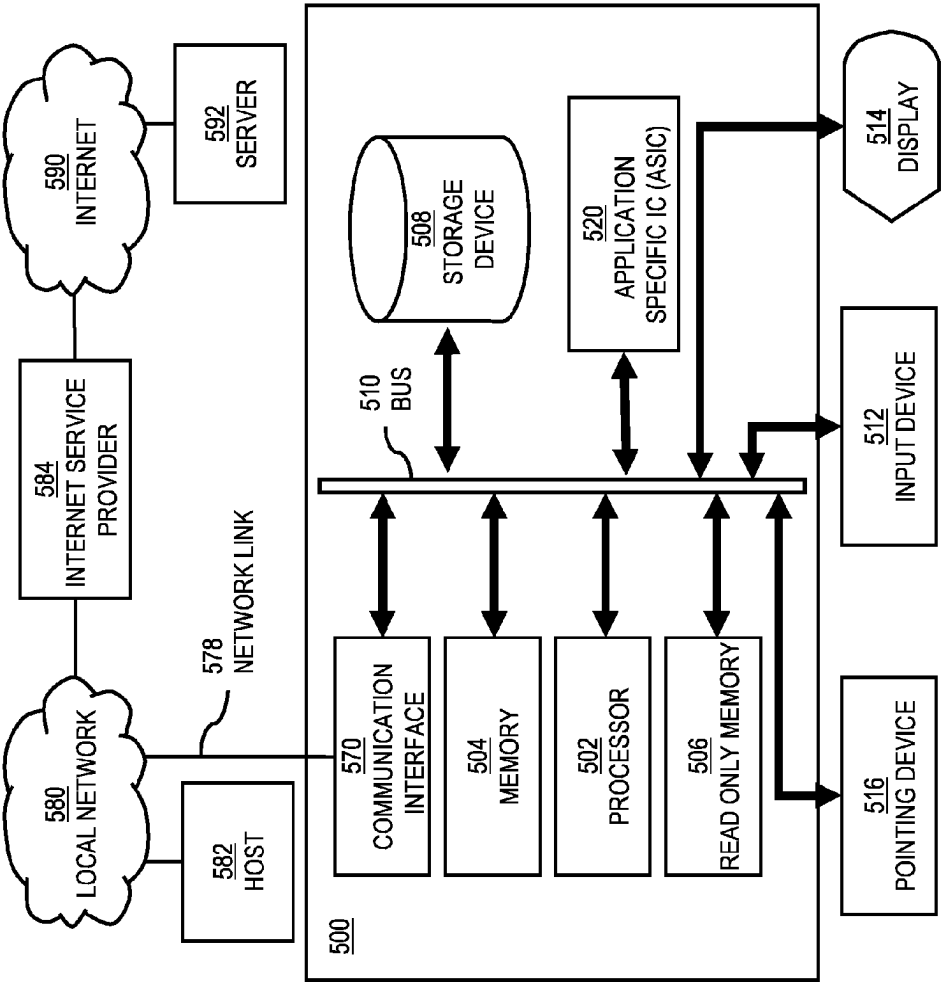 500
516
POINTING DEVICE
512
INPUT DEVICE
514
DISPLAY
582
HOST
580
LOCAL NETWORK
578
NETWORK LINK
584
INTERNET SERVICE
PROVIDER
590
INTERNET
592
SERVER
570
COMMUNICATION
INTERFACE
504
MEMORY
502
PROCESSOR
506
READ ONLY MEMORY
510
BUS
508
STORAGE
DEVICE
520
APPLICATION
SPECIFIC IC (ASIC)